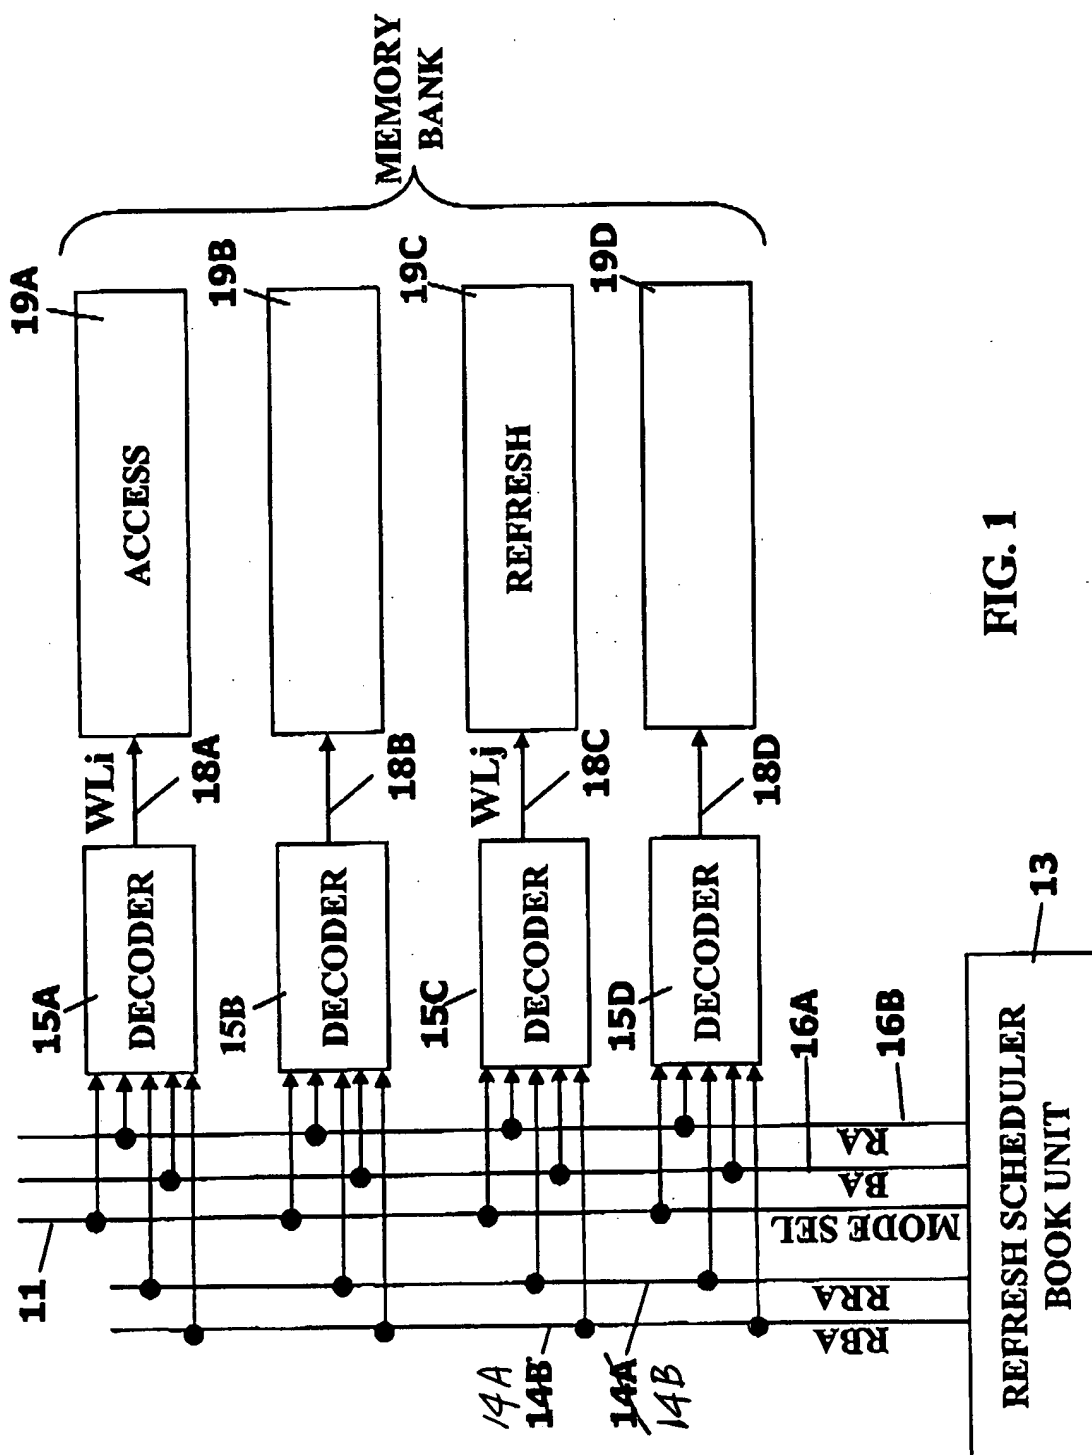 MEMORY
BANK
19A
19B
19C
19D
ACCESS
REFRESH
WLi
18A
18B
WLj
18C
18D
15A
DECODER
15B
DECODER
15C
DECODER
15D
DECODER
16A
16B
RA
BA
MODE SEL
RRA
RBA
11
14A
14B
14A
14B
13
REFRESH SCHEDULER
BOOK UNIT
FIG. 1